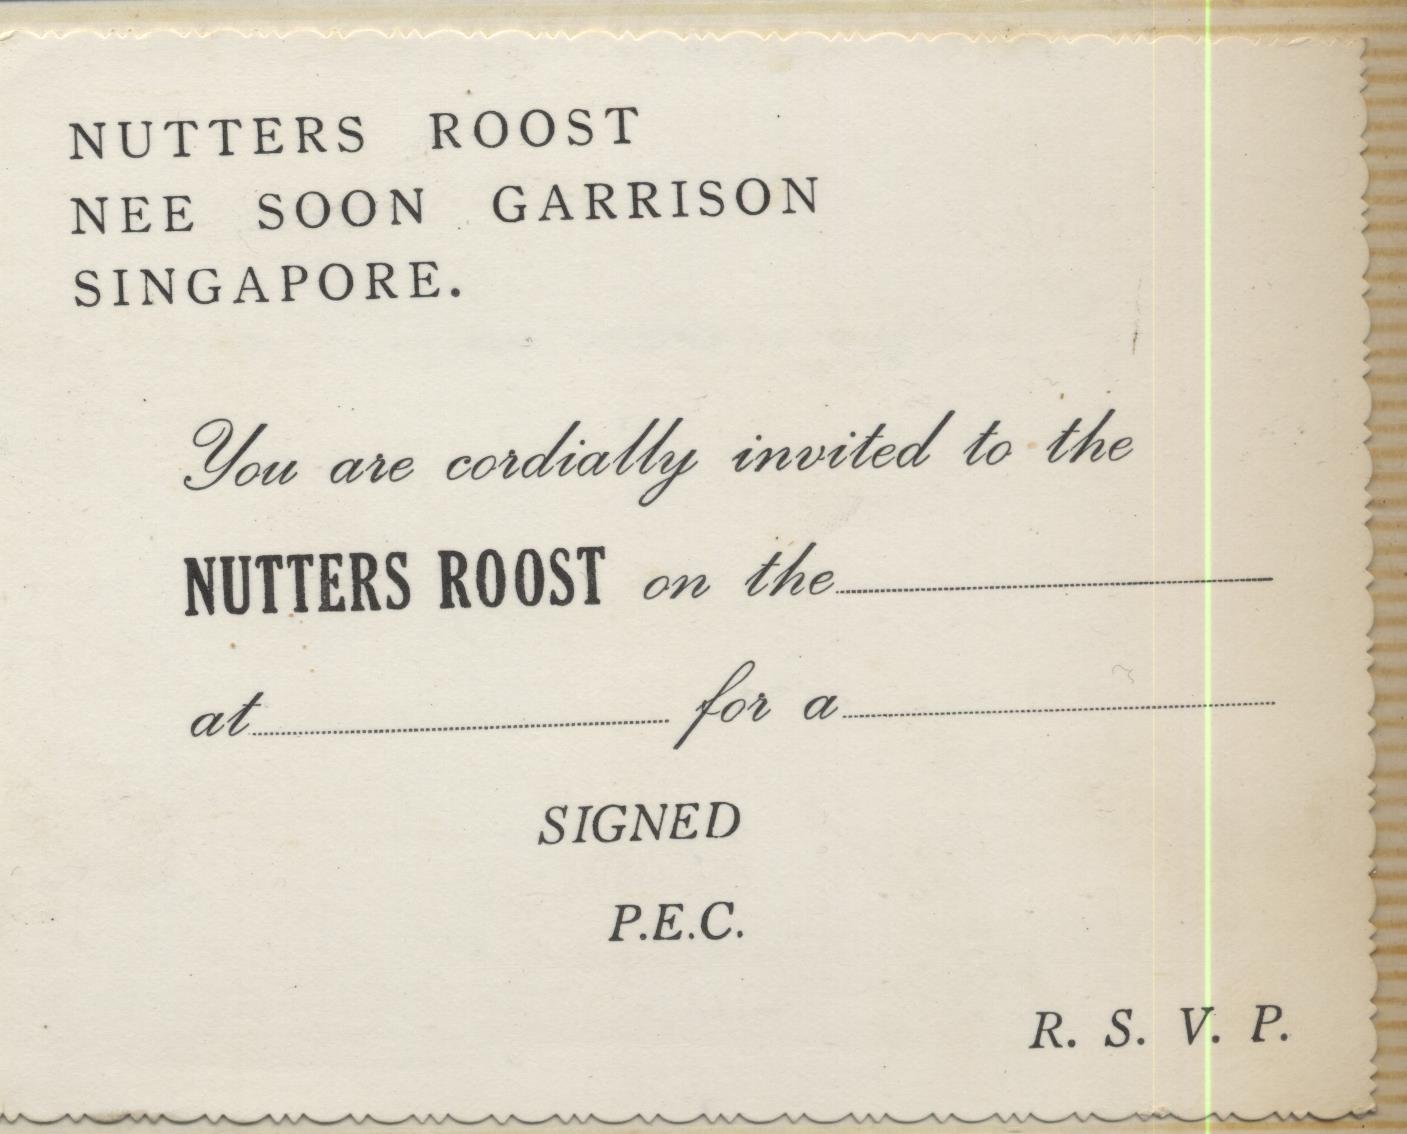 NUTTERS ROOST
NEE SOON GARRISON
SINGAPORE.
You are cordially invited to the
NUTTERS ROOST on the
at for a
SIGNED
P.E.C.
R. S. V. P.